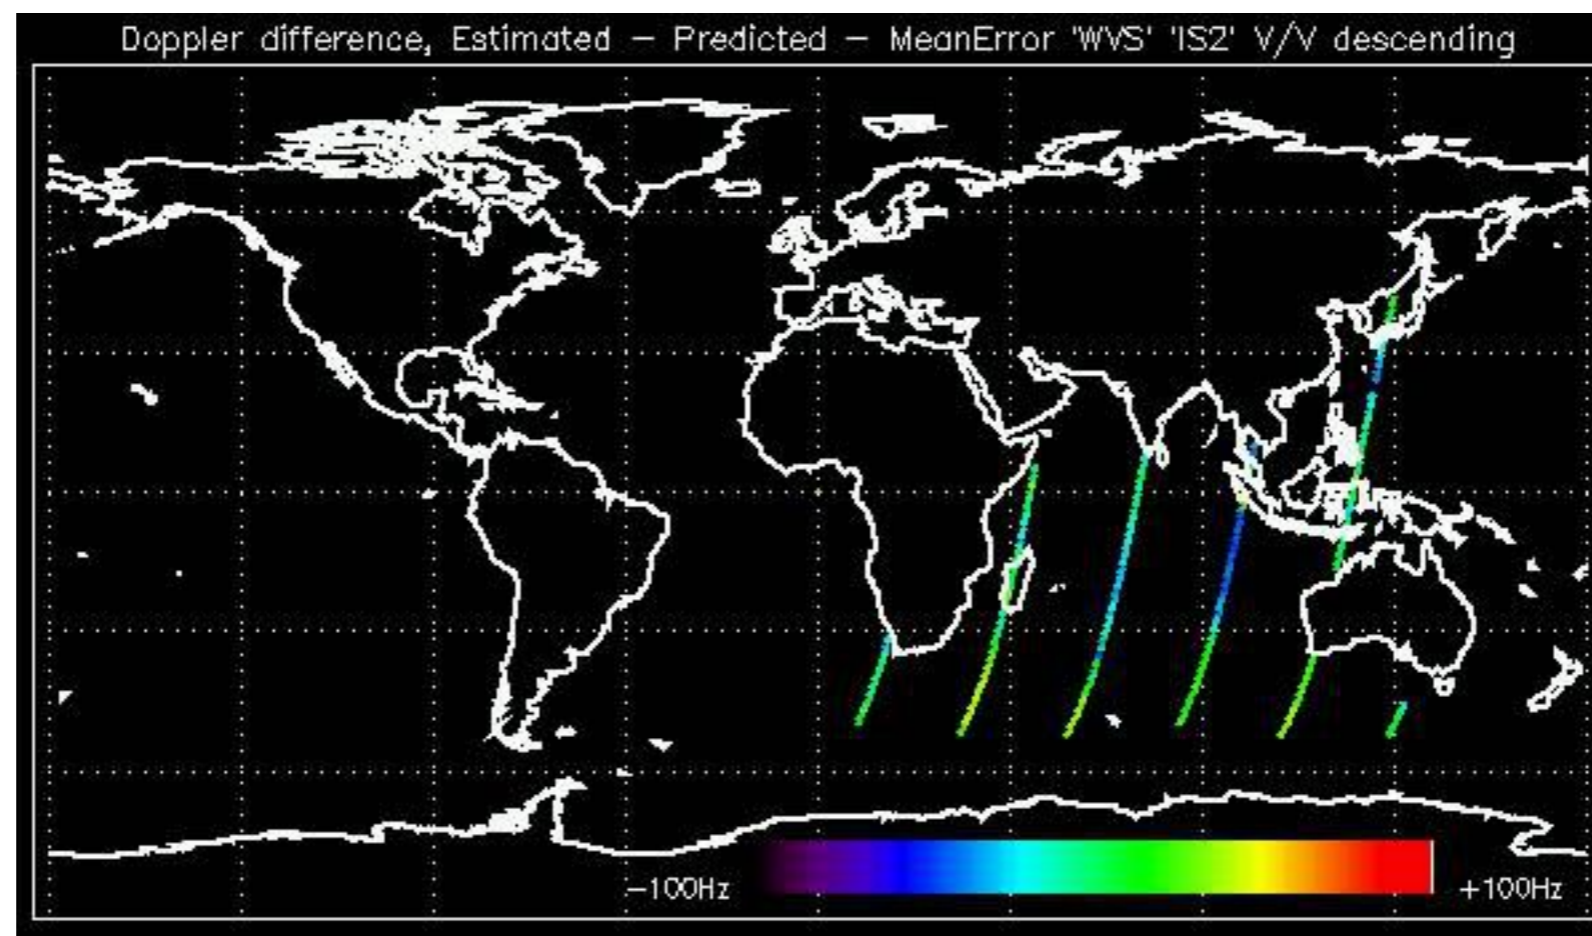 Doppler difference, Estimated — Predicted — MeanError 'WVS' 'IS2' V/V descending
—100Hz
+100Hz